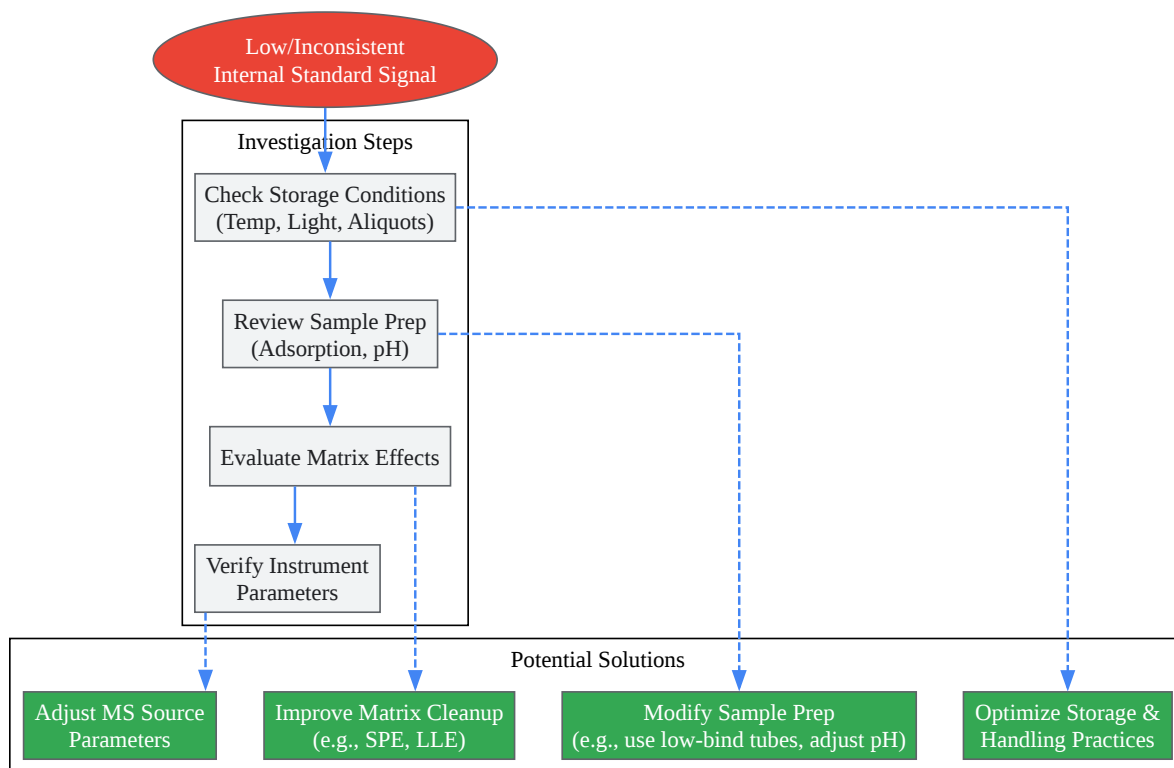 Low/Inconsistent
Internal Standard Signal
Investigation Steps
Check Storage Conditions
(Temp, Light, Aliquots)
Review Sample Prep
(Adsorption, pH)
Evaluate Matrix Effects
Verify Instrument
Parameters
Potential Solutions
Adjust MS Source
Parameters
Improve Matrix Cleanup
(e.g., SPE, LLE)
Modify Sample Prep
(e.g., use low-bind tubes, adjust pH)
Optimize Storage &
Handling Practices